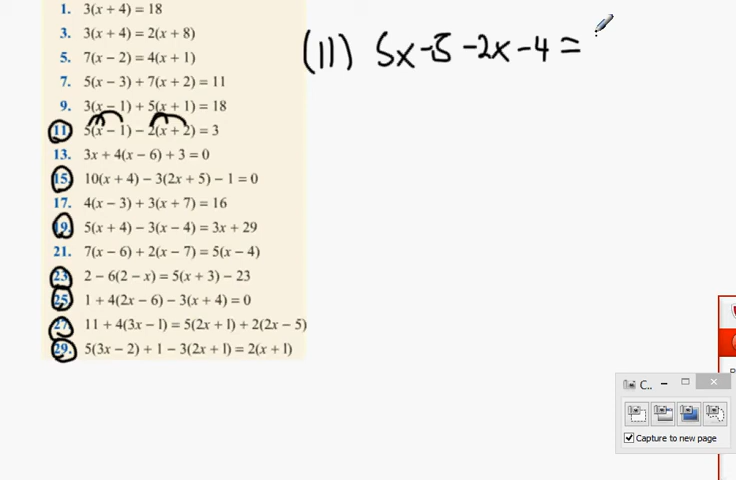 1. 3(x + 4) = 18
3. 3(x + 4) = 2(x + 8)
5. 7(x − 2) = 4(x + 1)
7. 5(x − 3) + 7(x + 2) = 11
9. 3(x − 1) + 5(x + 1) = 18
11. 5(x − 1) − 2(x + 2) = 3
13. 3x + 4(x − 6) + 3 = 0
15. 10(x + 4) − 3(2x + 5) − 1 = 0
17. 4(x − 3) + 3(x + 7) = 16
19. 5(x + 4) − 3(x − 4) = 3x + 29
21. 7(x − 6) + 2(x − 7) = 5(x − 4)
23. 2 − 6(2 − x) = 5(x + 3) − 23
25. 1 + 4(2x − 6) − 3(x + 4) = 0
27. 11 + 4(3x − 1) = 5(2x + 1) + 2(2x − 5)
29. 5(3x − 2) + 1 − 3(2x + 1) = 2(x + 1)
(11) 5x -5 -2x -4 =
C..
Capture to new page